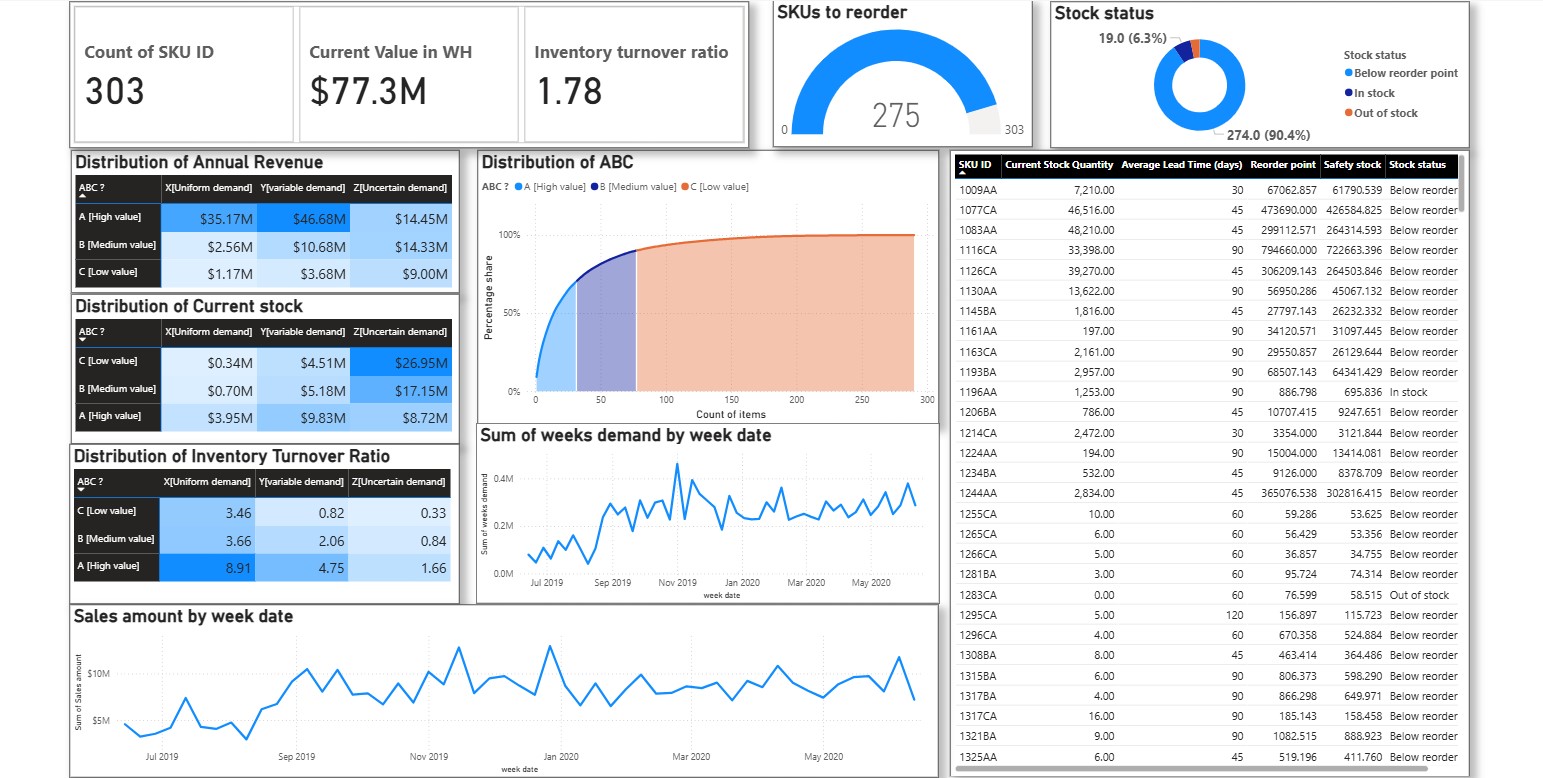 Count of SKU ID
303
Current Value in WH
$77.3M
Inventory turnover ratio
1.78
SKUs to reorder
275
0
303
Stock status
19.0 (6.3%)
274.0 (90.4%)
Stock status
Below reorder point
In stock
Out of stock
Distribution of Annual Revenue
ABC ? X[Uniform demand] Y[variable demand] Z[Uncertain demand]
A [High value] $35.17M $46.68M $14.45M
B [Medium value] $2.56M $10.68M $14.33M
C [Low value] $1.17M $3.68M $9.00M
Distribution of Current stock
ABC ? X[Uniform demand] Y[variable demand] Z[Uncertain demand]
C [Low value] $0.34M $4.51M $26.95M
B [Medium value] $0.70M $5.18M $17.15M
A [High value] $3.95M $9.83M $8.72M
Distribution of Inventory Turnover Ratio
ABC ? X[Uniform demand] Y[variable demand] Z[Uncertain demand]
C [Low value] 3.46 0.82 0.33
B [Medium value] 3.66 2.06 0.84
A [High value] 8.91 4.75 1.66
Distribution of ABC
ABC ? A [High value] B [Medium value] C [Low value]
Percentage share
100%
50%
0%
0 50 100 150 200 250 300
Count of items
Sum of weeks demand by week date
Sum of weeks demand
0.4M
0.2M
0.0M
Jul 2019 Sep 2019 Nov 2019 Jan 2020 Mar 2020 May 2020
week date
Sales amount by week date
Sum of Sales amount
$10M
$5M
Jul 2019 Sep 2019 Nov 2019 Jan 2020 Mar 2020 May 2020
week date
SKU ID Current Stock Quantity Average Lead Time (days) Reorder point Safety stock Stock status
1009AA 7,210.00 30 67062.857 61790.539 Below reorder
1077CA 46,516.00 45 473690.000 426584.825 Below reorder
1083AA 48,210.00 45 299112.571 264314.593 Below reorder
1116CA 33,398.00 90 794660.000 722663.396 Below reorder
1126CA 39,270.00 45 306209.143 264503.846 Below reorder
1130AA 13,622.00 90 56950.286 45067.132 Below reorder
1145BA 1,816.00 45 27797.143 26232.332 Below reorder
1161AA 197.00 90 34120.571 31097.445 Below reorder
1163CA 2,161.00 90 29550.857 26129.644 Below reorder
1193BA 2,957.00 90 68507.143 64341.429 Below reorder
1196AA 1,253.00 90 886.798 695.836 In stock
1206BA 786.00 45 10707.415 9247.651 Below reorder
1214CA 2,472.00 30 3354.000 3121.844 Below reorder
1224AA 194.00 90 15004.000 13414.081 Below reorder
1234BA 532.00 45 9126.000 8378.709 Below reorder
1244AA 2,834.00 45 365076.538 302816.415 Below reorder
1255CA 10.00 60 59.286 53.625 Below reorder
1265CA 6.00 60 56.429 53.356 Below reorder
1266CA 5.00 60 36.857 34.755 Below reorder
1281BA 3.00 60 95.724 74.314 Below reorder
1283CA 0.00 60 76.599 58.515 Out of stock
1295CA 5.00 120 156.897 115.723 Below reorder
1296CA 4.00 60 670.358 524.884 Below reorder
1308BA 8.00 45 463.414 364.486 Below reorder
1315BA 6.00 90 806.373 598.290 Below reorder
1317BA 4.00 90 866.298 649.971 Below reorder
1317CA 16.00 90 185.143 158.458 Below reorder
1321BA 9.00 90 1082.515 888.923 Below reorder
1325AA 6.00 45 519.196 411.760 Below reorder